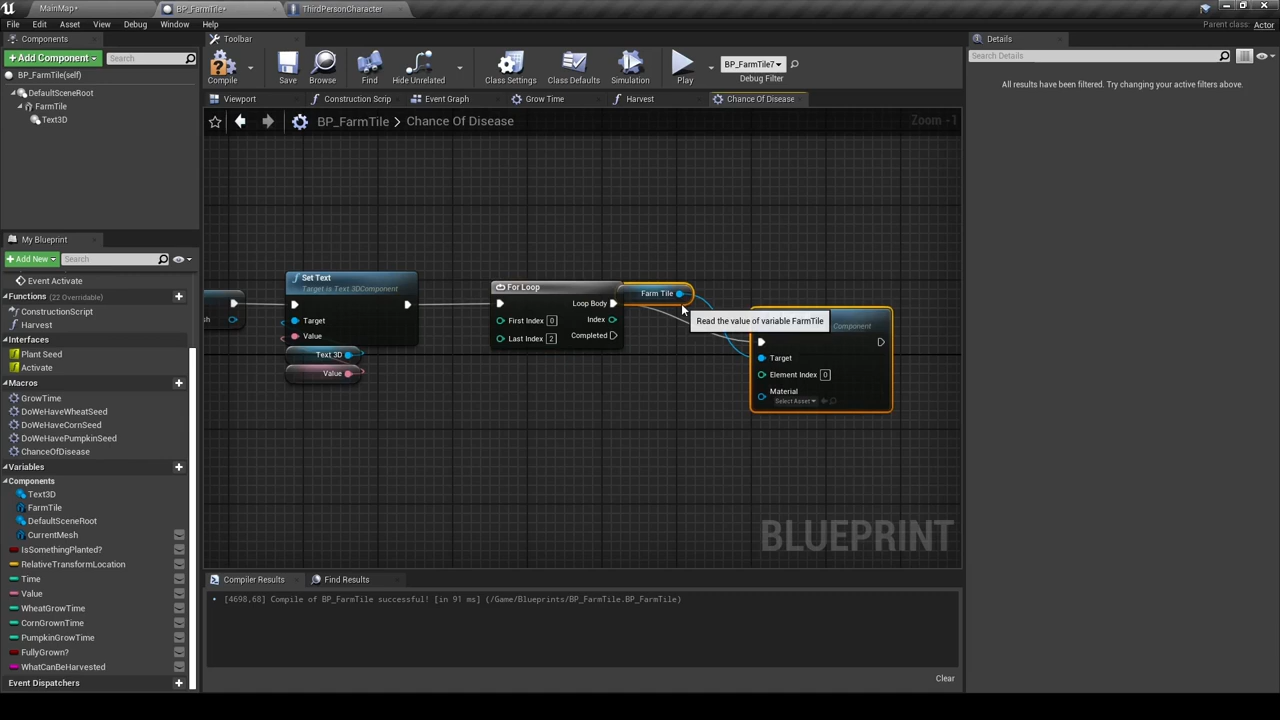 MainMap*
BP_FarmTile*
ThirdPersonCharacter
File Edit Asset View Debug Window Help
Parent class: Actor
Components
Toolbar
Details
+Add Component
Search
Search Details
BP_FarmTile(self)
All results have been filtered. Try changing your active filters above.
Compile
Save
Browse
Find
Hide Unrelated
Class Settings
Class Defaults
Simulation
Play
BP_FarmTile7
Debug Filter
DefaultSceneRoot
FarmTile
Text3D
Viewport
Construction Scrip
Event Graph
Grow Time
Harvest
Chance Of Disease
BP_FarmTile > Chance Of Disease
Zoom -1
My Blueprint
+Add New
Search
Event Activate
Functions (22 Overridable)
ConstructionScript
Harvest
Interfaces
Plant Seed
Activate
Macros
GrowTime
DoWeHaveWheatSeed
DoWeHaveCornSeed
DoWeHavePumpkinSeed
ChanceOfDisease
Variables
Components
Text3D
FarmTile
DefaultSceneRoot
CurrentMesh
IsSomethingPlanted?
RelativeTransformLocation
Time
Value
WheatGrowTime
CornGrownTime
PumpkinGrowTime
FullyGrown?
WhatCanBeHarvested
Event Dispatchers
Set Text
Target is Text 3DComponent
Target
Value
Text 3D
Value
For Loop
Loop Body
First Index 0
Index
Last Index 2
Completed
Farm Tile
Read the value of variable FarmTile
Component
Target
Element Index 0
Material
Select Asset
BLUEPRINT
Compiler Results
Find Results
[4698.68] Compile of BP_FarmTile successful! [in 91 ms] (/Game/Blueprints/BP_FarmTile.BP_FarmTile)
Clear